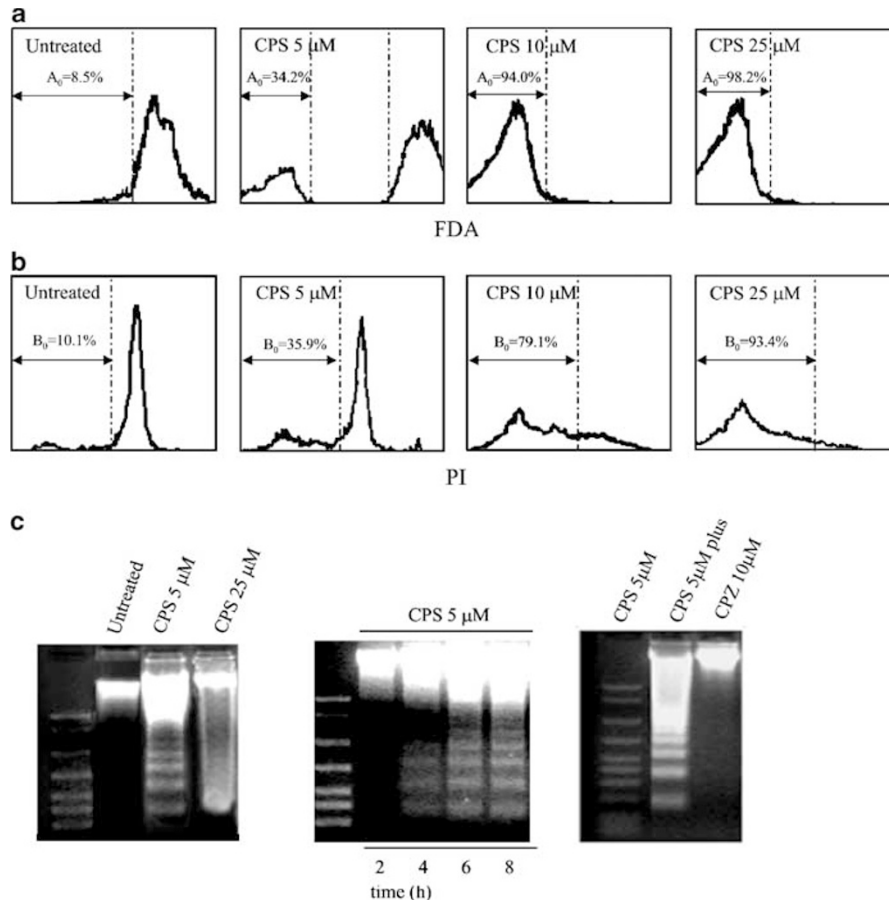 a
Untreated
A₀=8.5%
CPS 5 μM
A₀=34.2%
CPS 10 μM
A₀=94.0%
CPS 25 μM
A₀=98.2%
FDA
b
Untreated
B₀=10.1%
CPS 5 μM
B₀=35.9%
CPS 10 μM
B₀=79.1%
CPS 25 μM
B₀=93.4%
PI
c
Untreated
CPS 5 μM
CPS 25 μM
CPS 5 μM
2 4 6 8
time (h)
CPS 5μM
CPS 5μM plus
CPZ 10μM